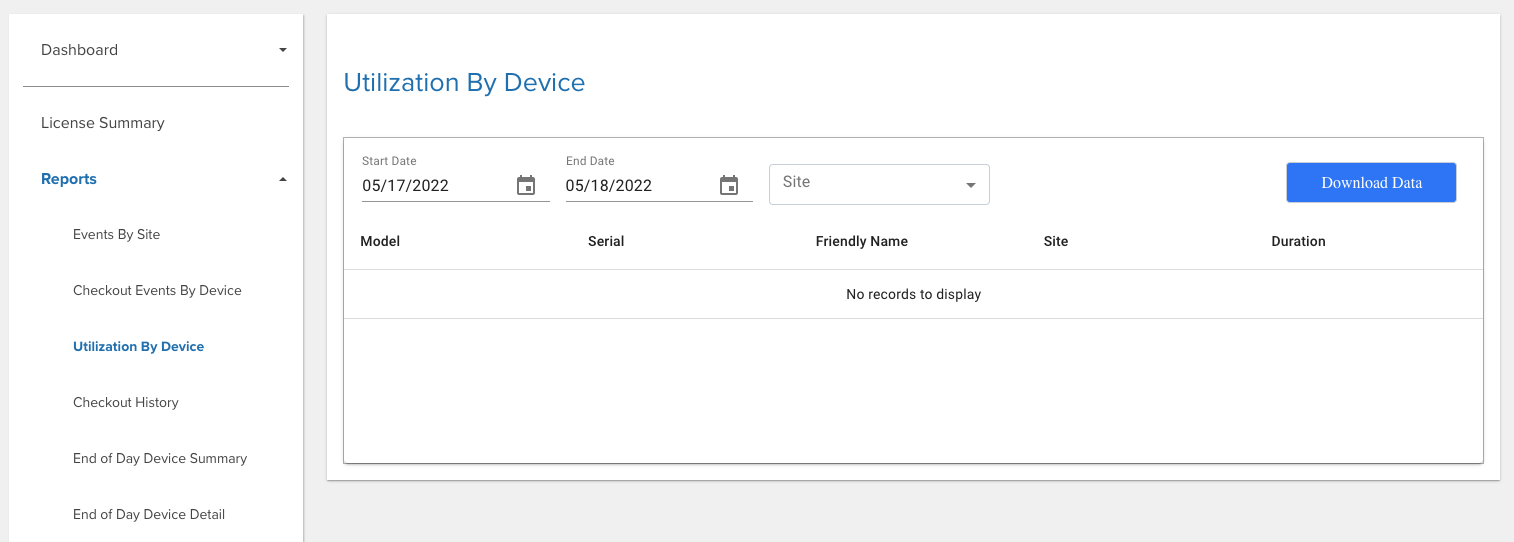 Dashboard
License Summary
Reports
Events By Site
Checkout Events By Device
Utilization By Device
Checkout History
End of Day Device Summary
End of Day Device Detail
Utilization By Device
Start Date
05/17/2022
End Date
05/18/2022
Site
Download Data
Model Serial Friendly Name Site Duration
No records to display